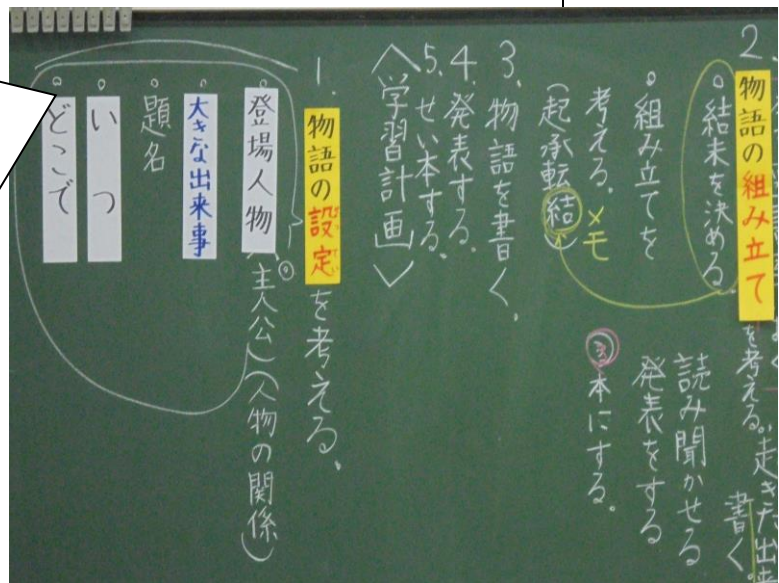 書く。
2. 物語の組み立てを考える。
。結末を決める。
。組み立てを
考える。メモ
(起承転結)
読み聞かせる
発表をする
③本にする。
3. 物語を書く、
4. 発表する、
5. せい本する、
〈学習計画〉
1. 物語の設定を考える、
せってい
。登場人物(主人公)(人物の関係)
。大きな出来事
。題名
。いつ
。どこで